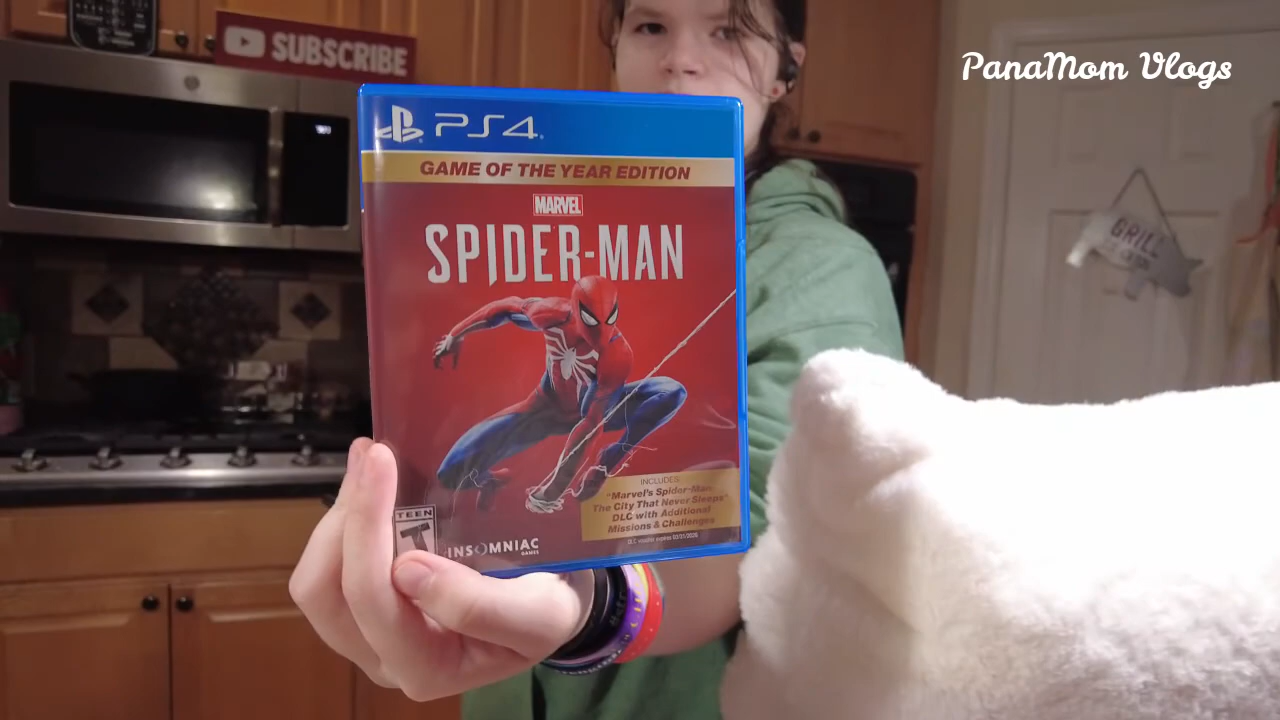 SUBSCRIBE
PanaMom Vlogs
PS4
GAME OF THE YEAR EDITION
MARVEL
SPIDER-MAN
GRILL
INCLUDES
"Marvel's Spider-Man:
The City That Never Sleeps"
DLC with Additional
Missions & Challenges
TEEN
T
INSOMNIAC
GAMES